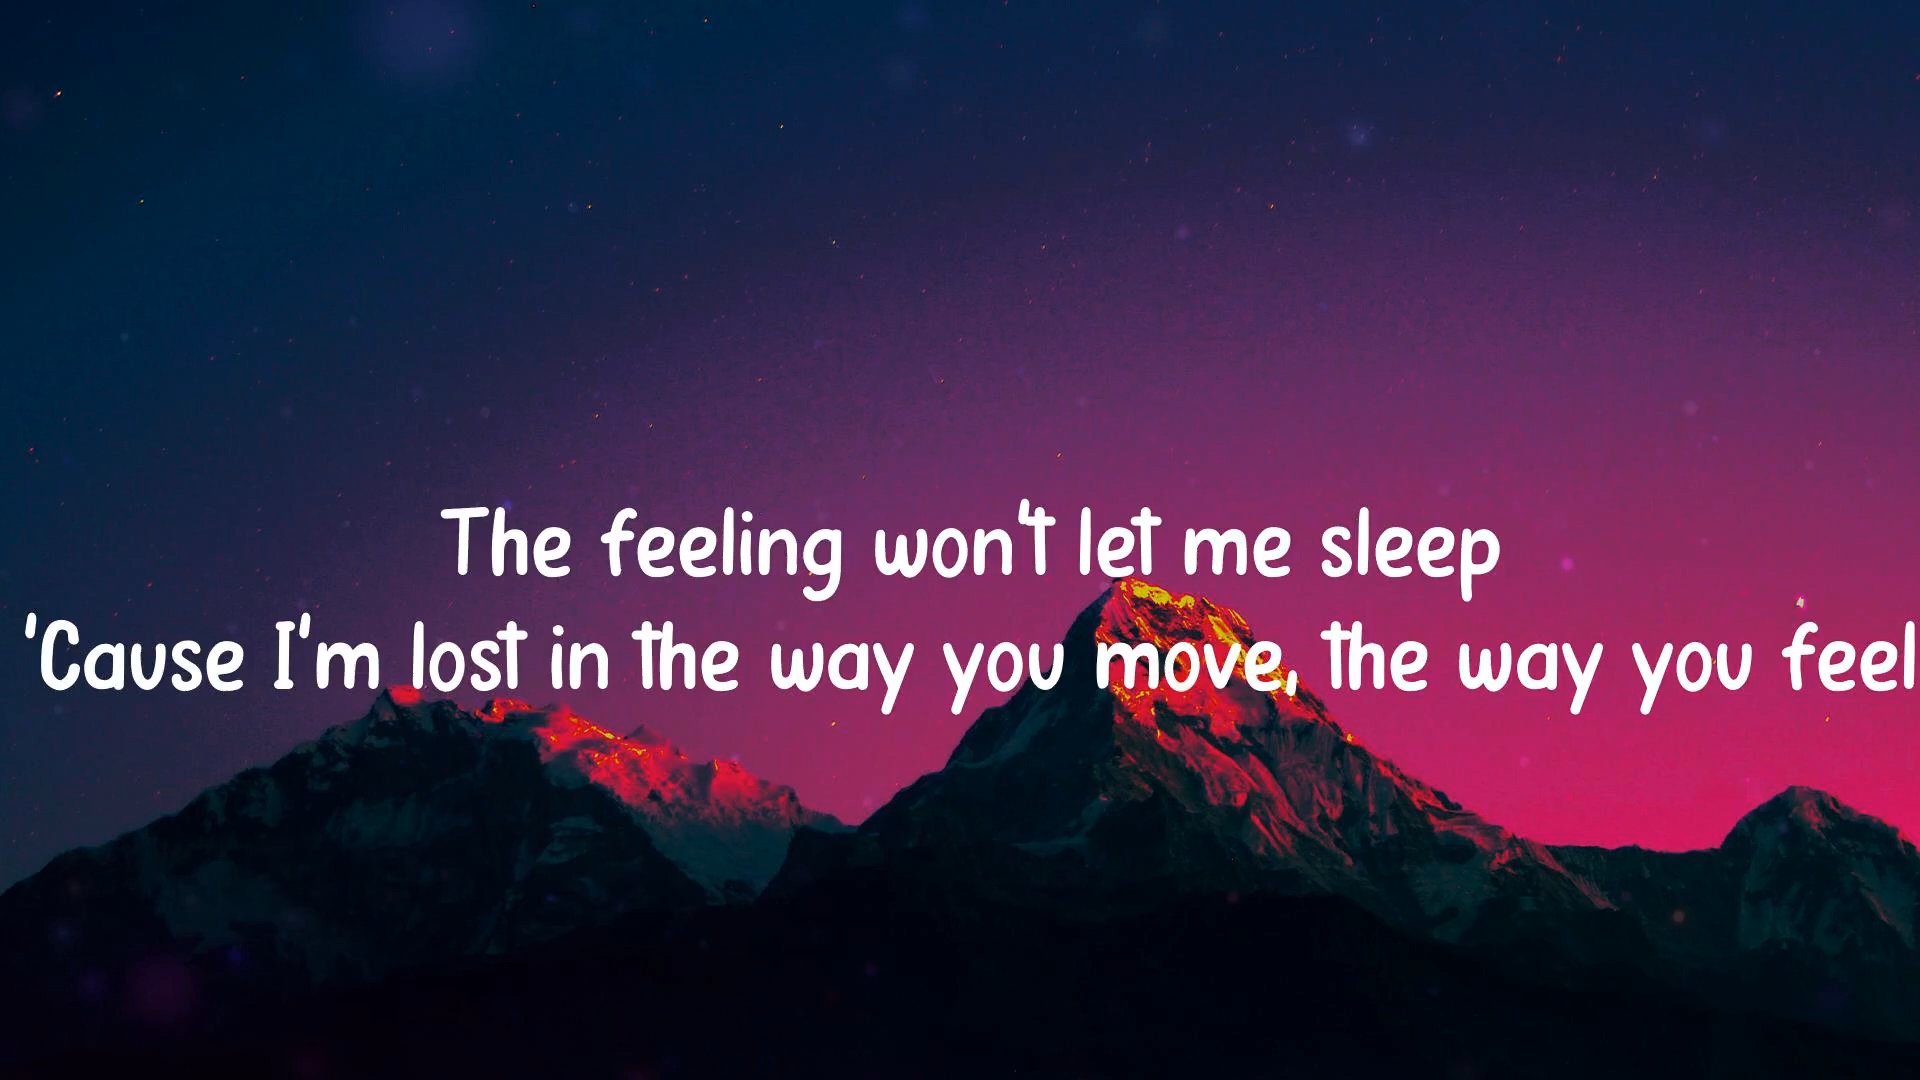 The feeling won't let me sleep
'Cause I'm lost in the way you move, the way you feel